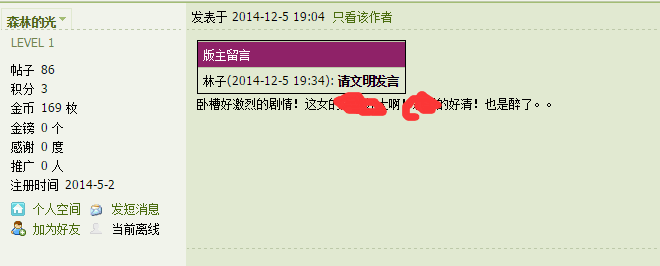 森林的光
LEVEL 1
帖子 86
积分 3
金币 169 枚
金镑 0 个
感谢 0 度
推广 0 人
注册时间 2014-5-2
个人空间 发短消息
加为好友 当前离线
发表于 2014-12-5 19:04 只看该作者
版主留言
林子(2014-12-5 19:34): 请文明发言
卧槽好激烈的剧情！这女的大啊！的好清！也是醉了。。